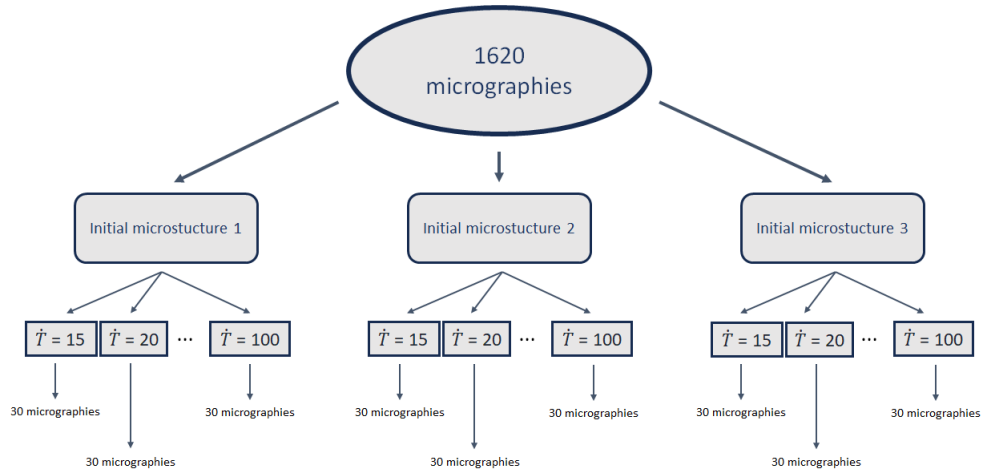 1620
micrographies
Initial microstucture 1
Initial microstucture 2
Initial microstucture 3
Ṫ = 15 Ṫ = 20 ... Ṫ = 100
Ṫ = 15 Ṫ = 20 ... Ṫ = 100
Ṫ = 15 Ṫ = 20 ... Ṫ = 100
30 micrographies
30 micrographies
30 micrographies
30 micrographies
30 micrographies
30 micrographies
30 micrographies
30 micrographies
30 micrographies